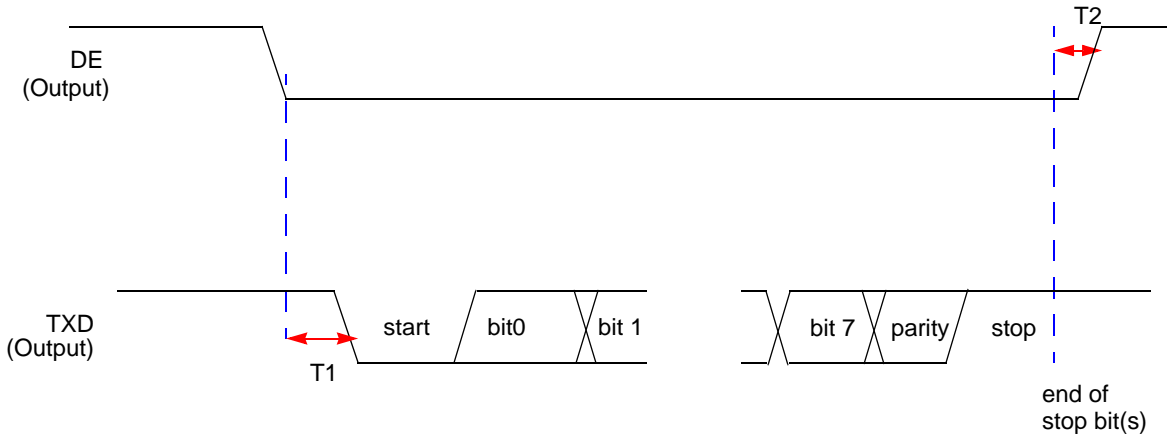 T2
DE
(Output)
TXD
(Output)
start
bit0
bit 1
bit 7
parity
stop
T1
end of
stop bit(s)